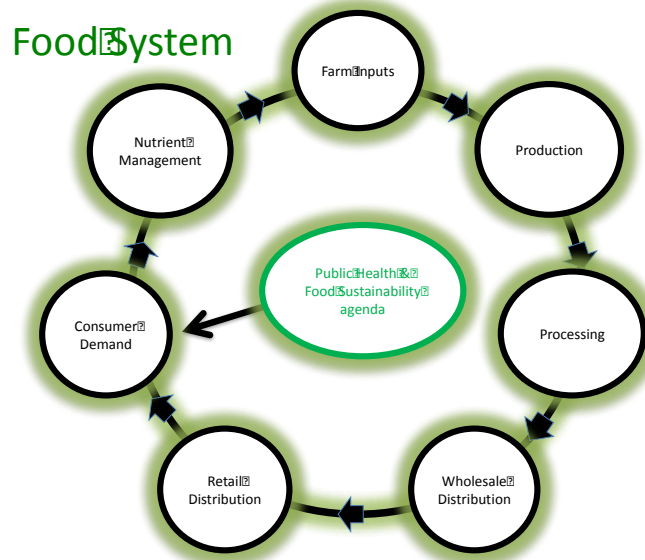 Food System
Farm Inputs
Production
Processing
Wholesale
Distribution
Retail
Distribution
Consumer
Demand
Nutrient
Management
Public Health &
Food Sustainability
agenda